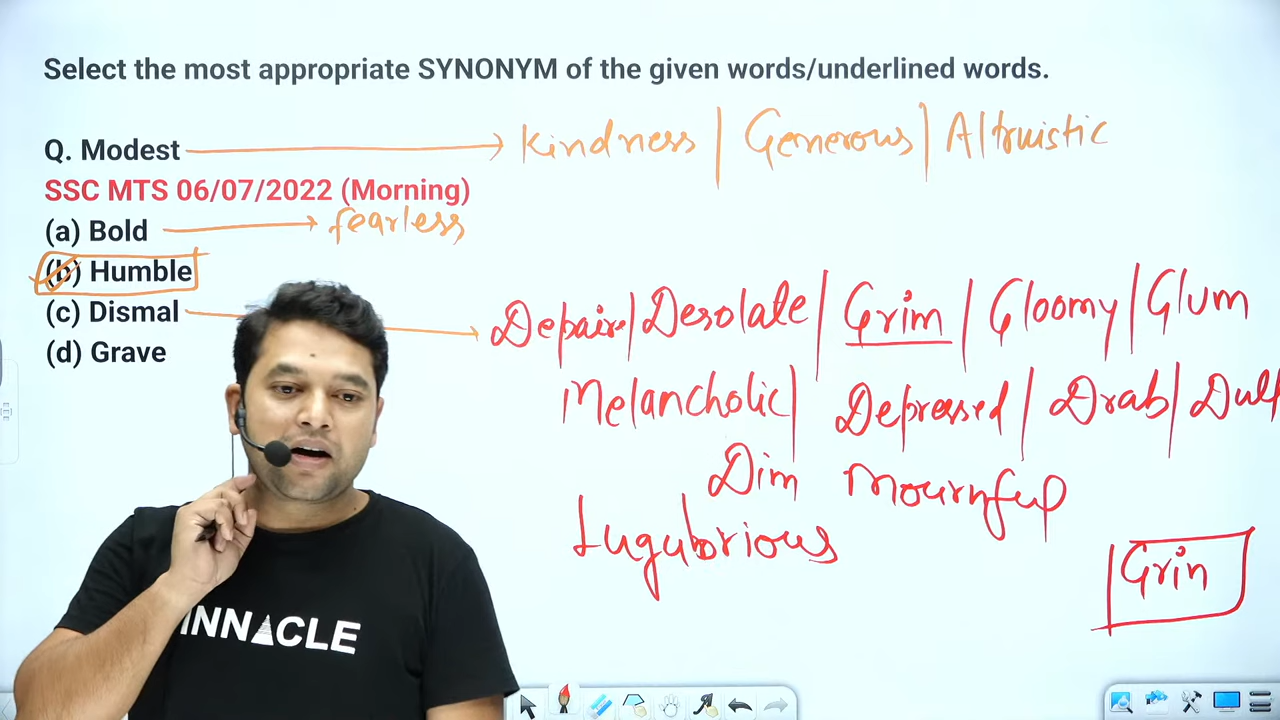 Select the most appropriate SYNONYM of the given words/underlined words.
Q. Modest → Kindness | Generous | Altruistic
SSC MTS 06/07/2022 (Morning)
(a) Bold → fearless
(b) Humble
(c) Dismal → Depair | Desolate | Grim | Gloomy | Glum
(d) Grave
Melancholic | Depressed | Drab | Dull
Dim Mournful
Lugubrious
Grin
INNACLE